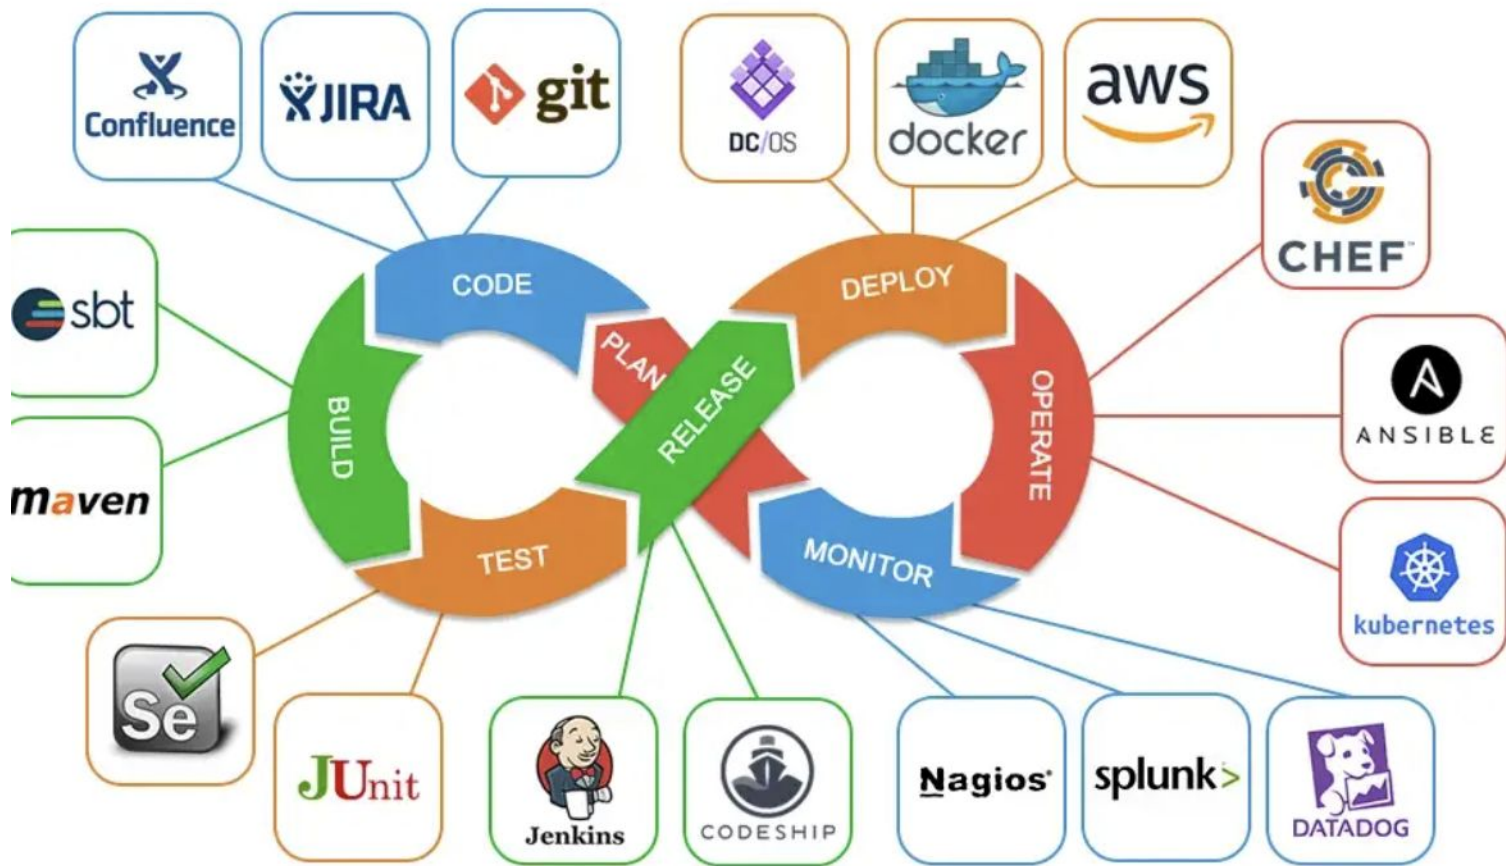 Confluence
JIRA
git
DC/OS
docker
aws
CHEF™
sbt
CODE
DEPLOY
PLAN
RELEASE
BUILD
OPERATE
ANSIBLE
maven
TEST
MONITOR
kubernetes
Se
JUnit
Jenkins
CODESHIP
Nagios®
splunk>
DATADOG